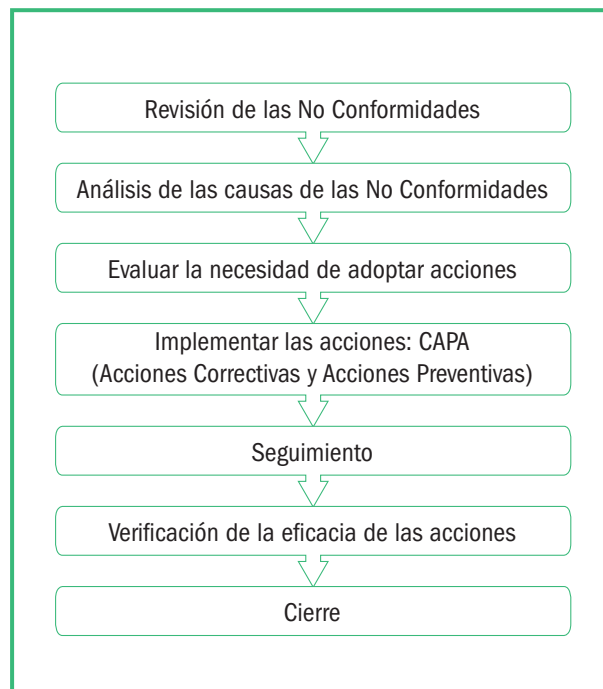 Revisión de las No Conformidades
Análisis de las causas de las No Conformidades
Evaluar la necesidad de adoptar acciones
Implementar las acciones: CAPA
(Acciones Correctivas y Acciones Preventivas)
Seguimiento
Verificación de la eficacia de las acciones
Cierre